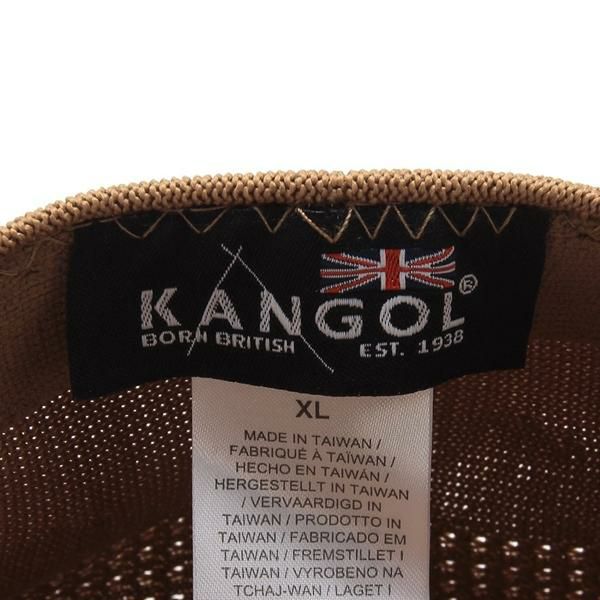 KANGOL®
BORN BRITISH EST. 1938
XL
MADE IN TAIWAN /
FABRIQUÉ À TAÏWAN /
HECHO EN TAIWÁN /
HERGESTELLT IN TAIWAN
/ VERVAARDIGD IN
TAIWAN / PRODOTTO IN
TAIWAN / FABRICADO EM
TAIWAN / FREMSTILLET I
TAIWAN / VYROBENO NA
TCHAJ-WAN / LAGET I